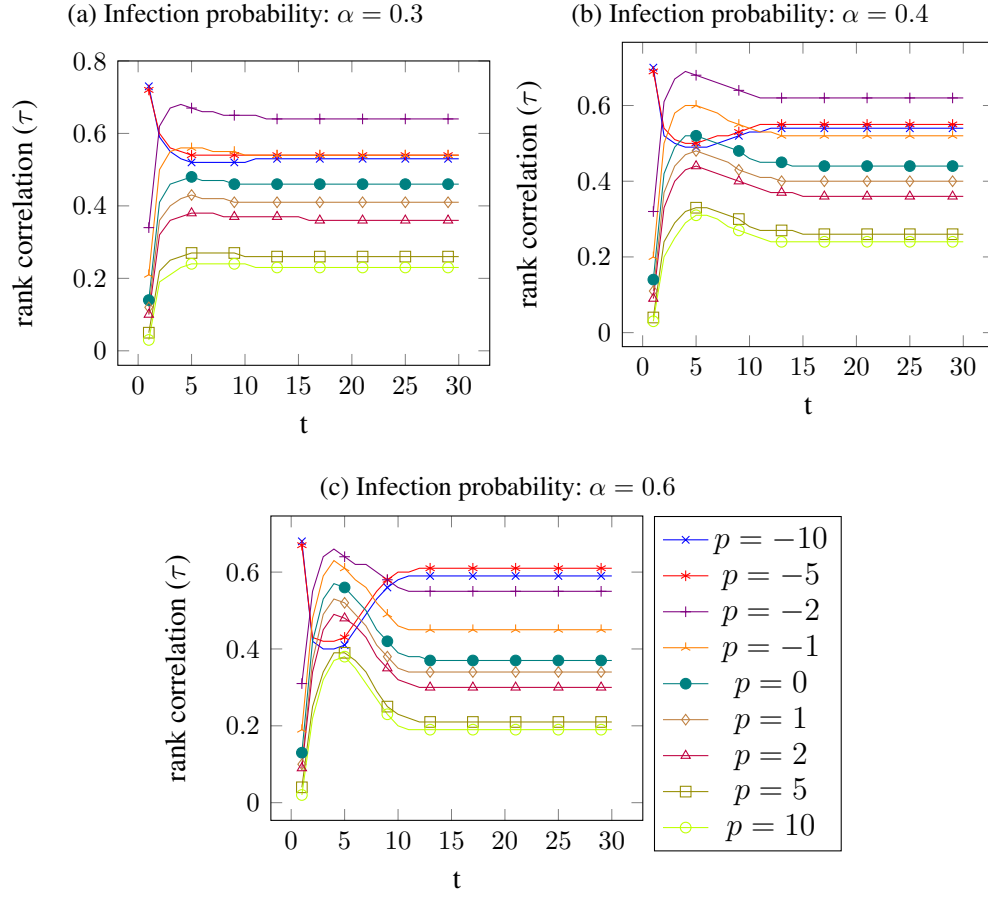 (a) Infection probability: α = 0.3
rank correlation (τ)
0.8
0.6
0.4
0.2
0
0 5 10 15 20 25 30
t
(b) Infection probability: α = 0.4
rank correlation (τ)
0.6
0.4
0.2
0
0 5 10 15 20 25 30
t
(c) Infection probability: α = 0.6
rank correlation (τ)
0.6
0.4
0.2
0
0 5 10 15 20 25 30
t
p = −10
p = −5
p = −2
p = −1
p = 0
p = 1
p = 2
p = 5
p = 10